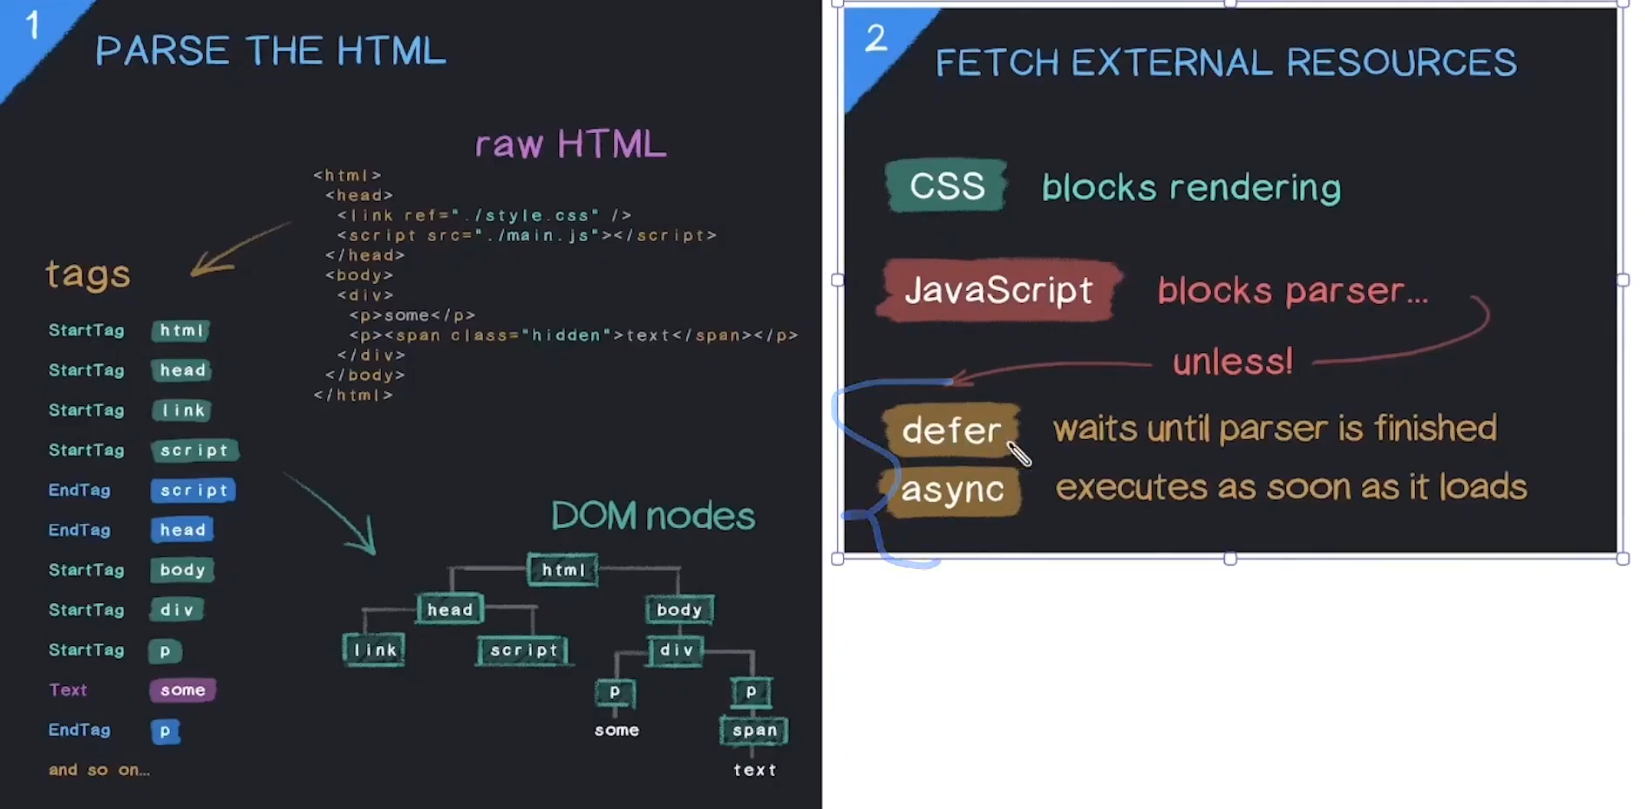 1
PARSE THE HTML
raw HTML
<html>
<head>
<link ref="./style.css" />
<script src="./main.js"></script>
</head>
<body>
<div>
<p>some</p>
<p><span class="hidden">text</span></p>
</div>
</body>
</html>
tags
StartTag html
StartTag head
StartTag link
StartTag script
EndTag script
EndTag head
StartTag body
StartTag div
StartTag p
Text some
EndTag p
and so on...
DOM nodes
html
head body
link script div
p p
some span
text
2
FETCH EXTERNAL RESOURCES
CSS blocks rendering
JavaScript blocks parser...
unless!
defer waits until parser is finished
async executes as soon as it loads